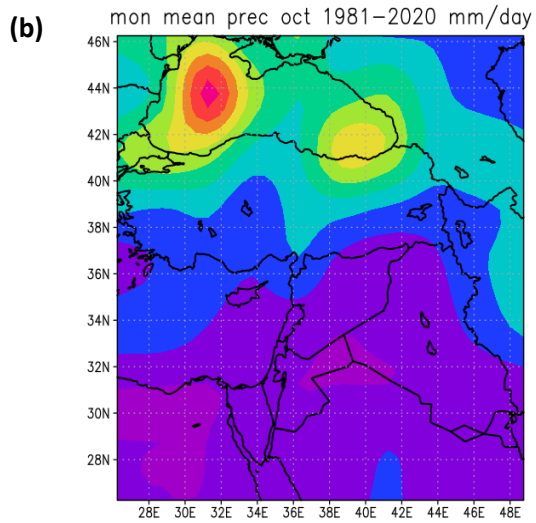 (b)
mon mean prec oct 1981–2020 mm/day
46N
44N
42N
40N
38N
36N
34N
32N
30N
28N
28E 30E 32E 34E 36E 38E 40E 42E 44E 46E 48E